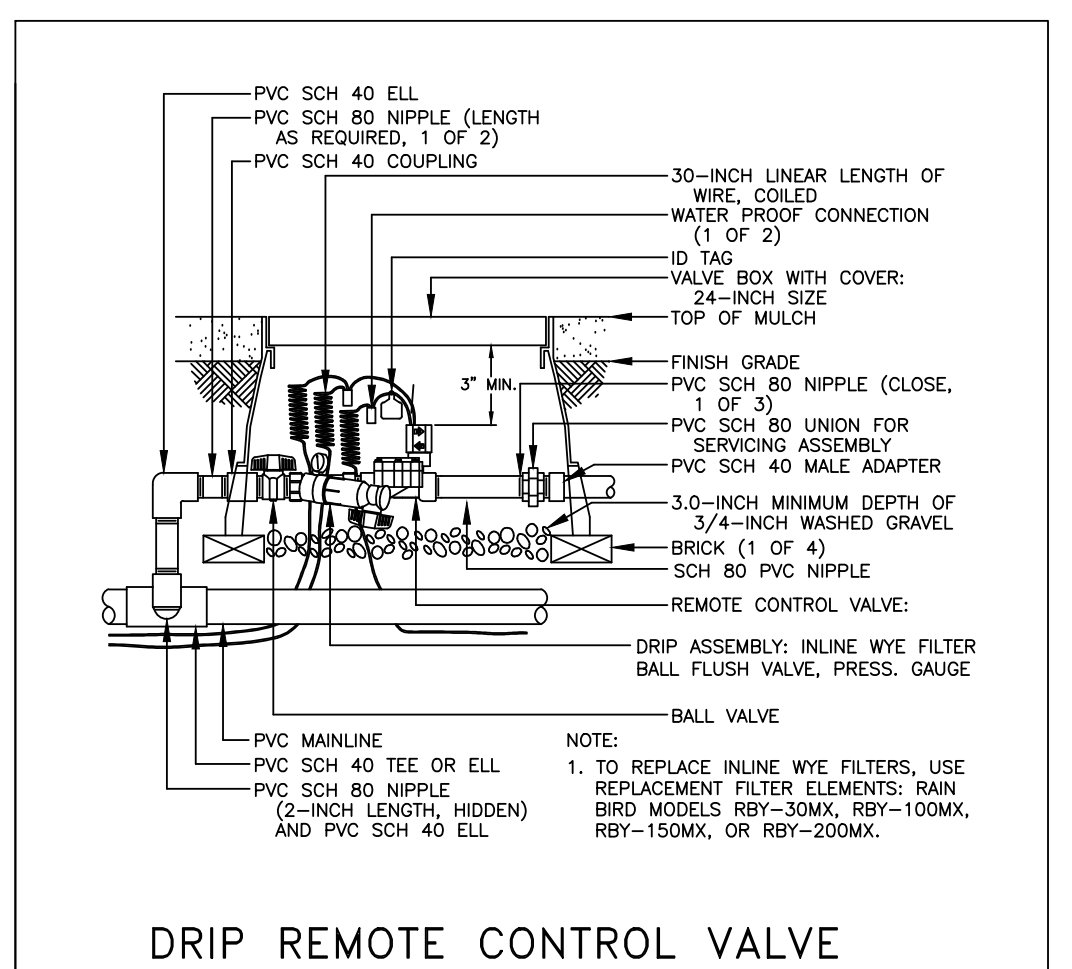 PVC SCH 40 ELL
PVC SCH 80 NIPPLE (LENGTH
AS REQUIRED, 1 OF 2)
PVC SCH 40 COUPLING
30-INCH LINEAR LENGTH OF
WIRE, COILED
WATER PROOF CONNECTION
(1 OF 2)
ID TAG
VALVE BOX WITH COVER:
24-INCH SIZE
TOP OF MULCH
FINISH GRADE
3" MIN.
PVC SCH 80 NIPPLE (CLOSE,
1 OF 3)
PVC SCH 80 UNION FOR
SERVICING ASSEMBLY
PVC SCH 40 MALE ADAPTER
3.0-INCH MINIMUM DEPTH OF
3/4-INCH WASHED GRAVEL
BRICK (1 OF 4)
SCH 80 PVC NIPPLE
REMOTE CONTROL VALVE:
DRIP ASSEMBLY: INLINE WYE FILTER
BALL FLUSH VALVE, PRESS. GAUGE
BALL VALVE
PVC MAINLINE
PVC SCH 40 TEE OR ELL
PVC SCH 80 NIPPLE
(2-INCH LENGTH, HIDDEN)
AND PVC SCH 40 ELL
NOTE:
1. TO REPLACE INLINE WYE FILTERS, USE
REPLACEMENT FILTER ELEMENTS: RAIN
BIRD MODELS RBY-30MX, RBY-100MX,
RBY-150MX, OR RBY-200MX.
DRIP REMOTE CONTROL VALVE